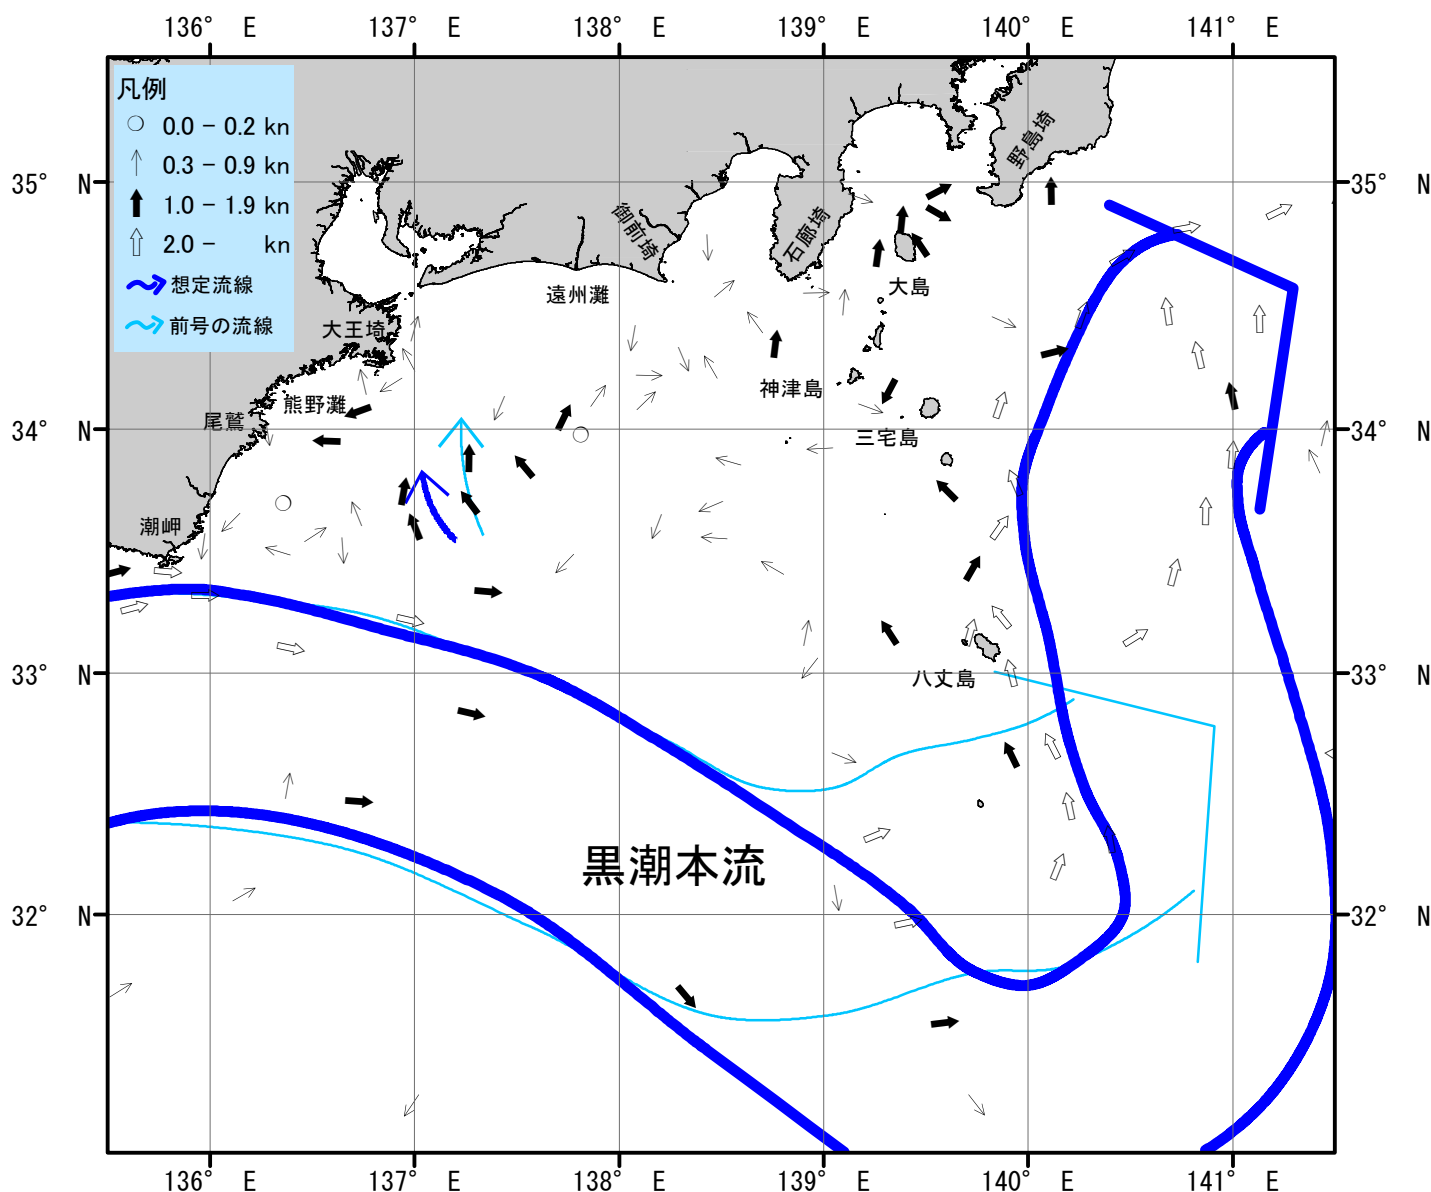 136° E 137° E 138° E 139° E 140° E 141° E
凡例
0.0 - 0.2 kn
0.3 - 0.9 kn
1.0 - 1.9 kn
2.0 - kn
想定流線
前号の流線
野島埼
35° N 35° N
御前埼
石廊埼
大島
遠州灘
大王埼
神津島
熊野灘
尾鷲
34° N 34° N
三宅島
潮岬
33° N 33° N
八丈島
黒潮本流
32° N 32° N
136° E 137° E 138° E 139° E 140° E 141° E